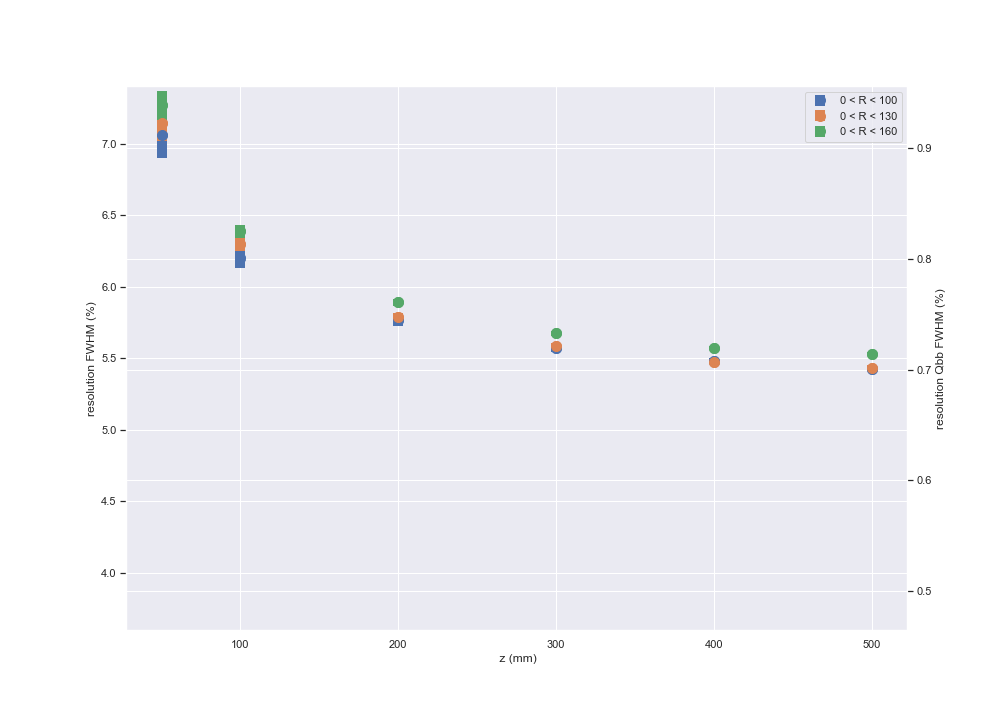 0 < R < 100
0 < R < 130
0 < R < 160
7.0
6.5
6.0
5.5
5.0
4.5
4.0
resolution FWHM (%)
0.9
0.8
0.7
0.6
0.5
resolution Qbb FWHM (%)
100
200
300
400
500
z (mm)